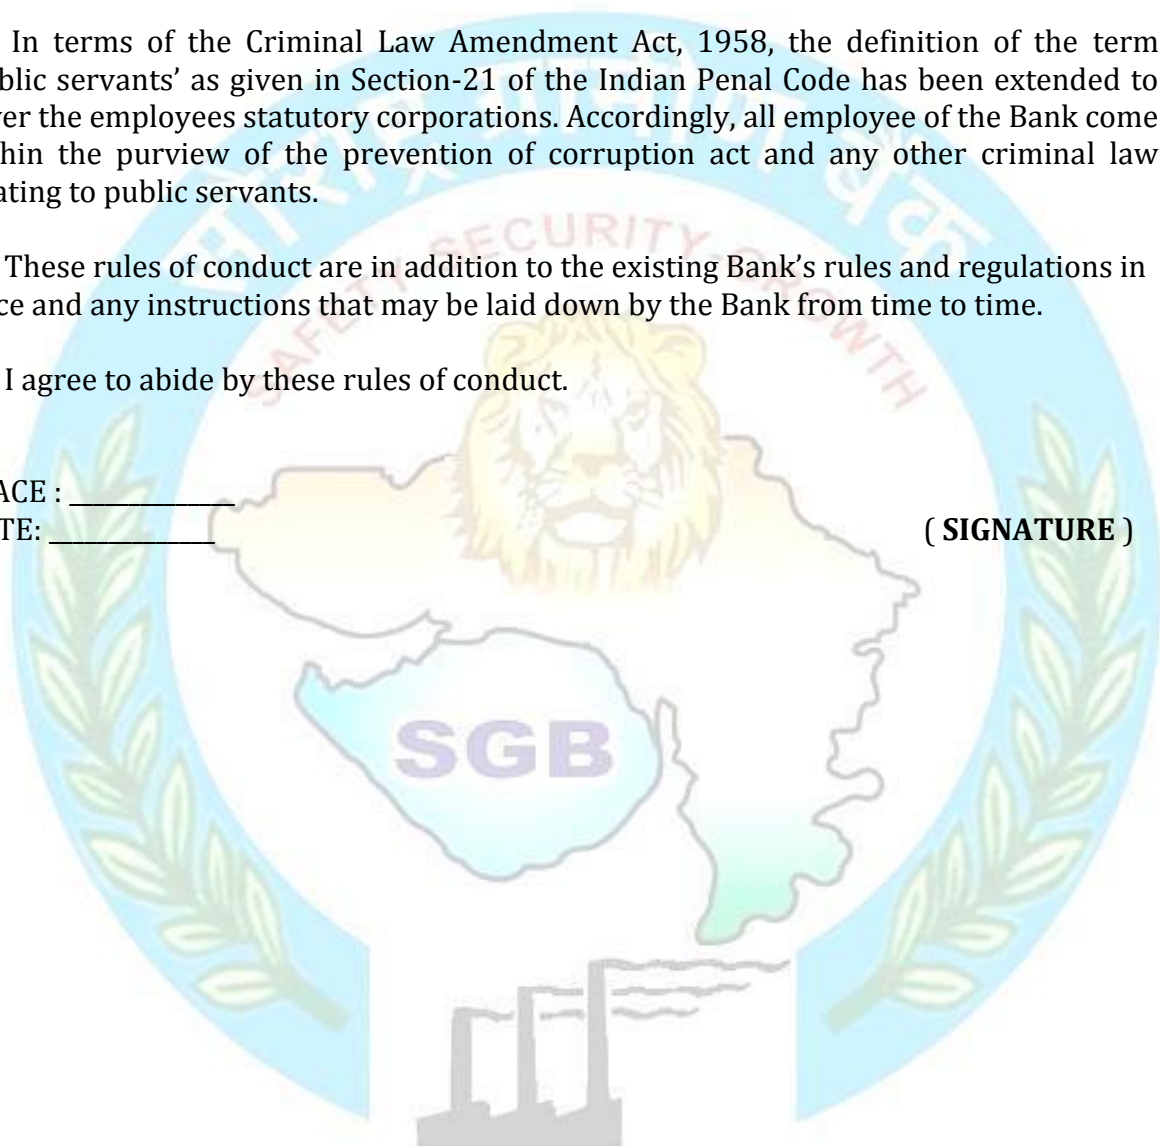 In terms of the Criminal Law Amendment Act, 1958, the definition of the term
blic servants’ as given in Section-21 of the Indian Penal Code has been extended to
ver the employees statutory corporations. Accordingly, all employee of the Bank come
hin the purview of the prevention of corruption act and any other criminal law
ating to public servants.
सौराष्ट्र ग्रामीण बेंक
SAFETY-SECURITY-GROWTH
These rules of conduct are in addition to the existing Bank’s rules and regulations in
ce and any instructions that may be laid down by the Bank from time to time.
I agree to abide by these rules of conduct.
ACE : ______________
TE: ______________ ( SIGNATURE )
SGB